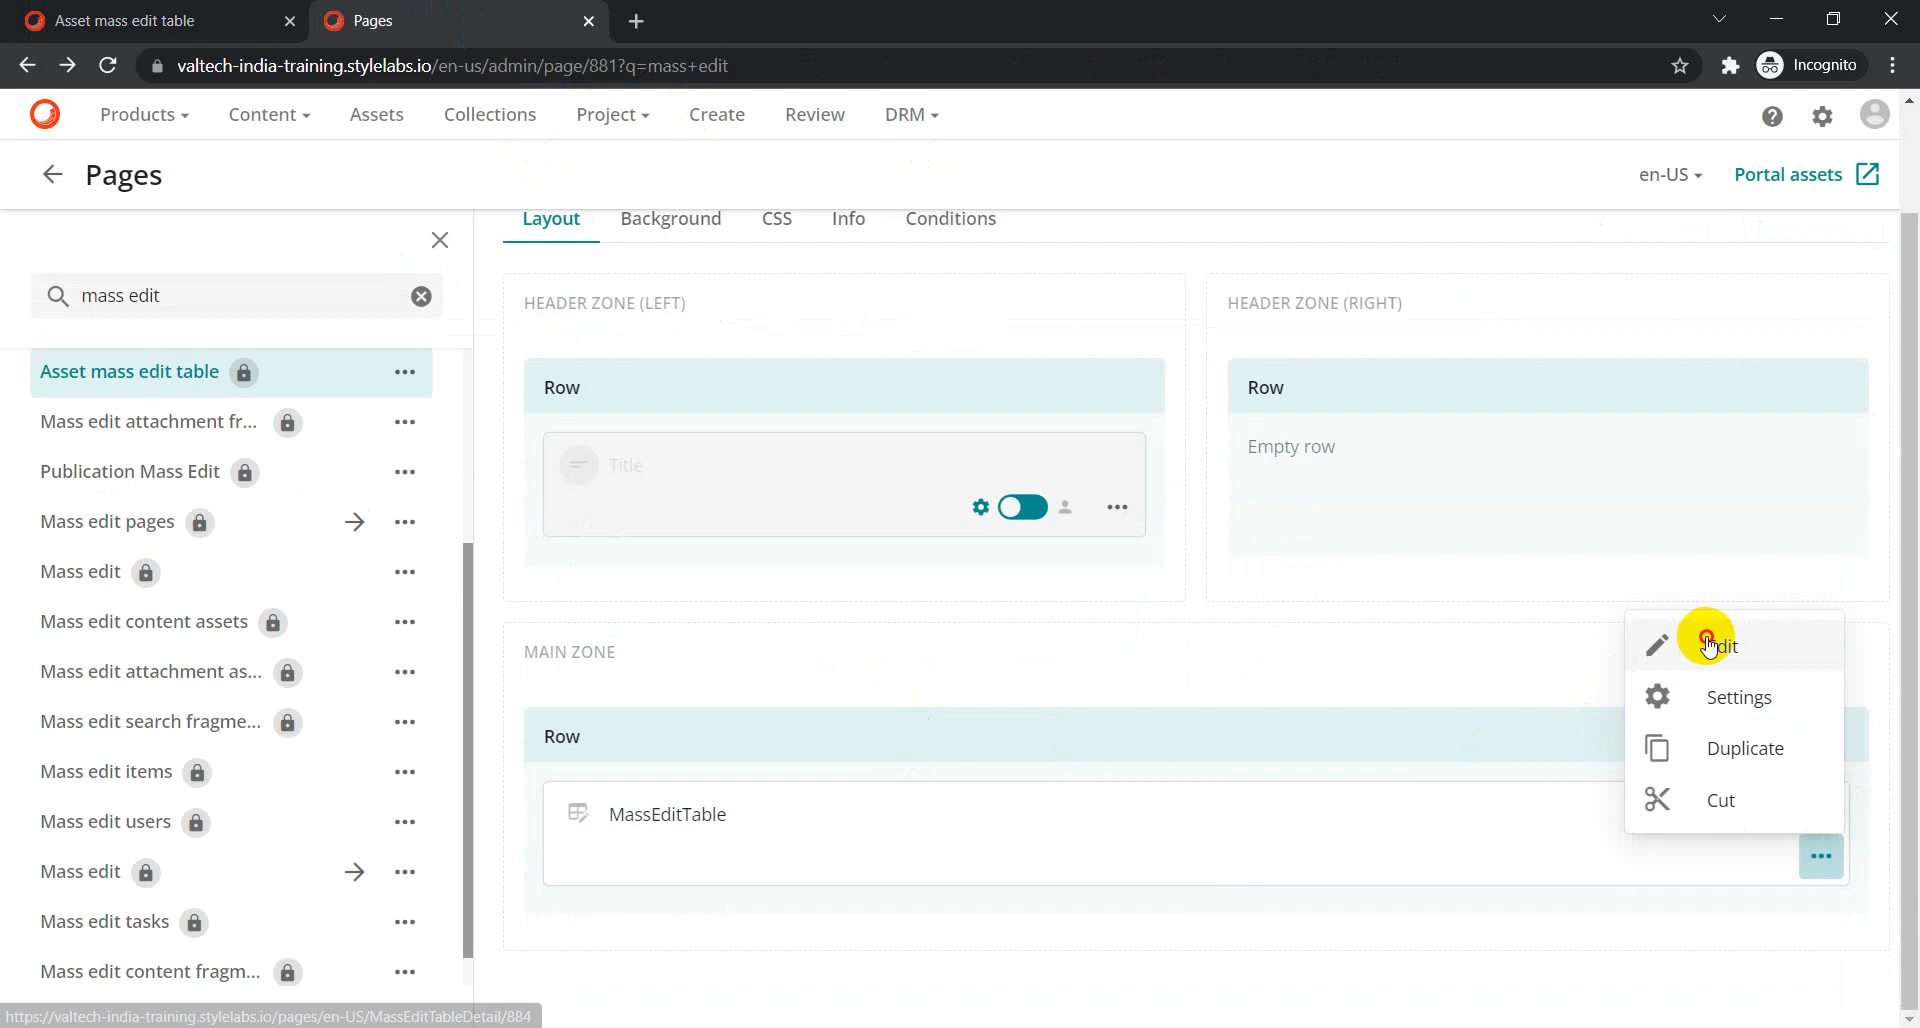 Asset mass edit table
Pages
valtech-india-training.stylelabs.io/en-us/admin/page/881?q=mass+edit
Incognito
Products
Content
Assets
Collections
Project
Create
Review
DRM
Pages
en-US
Portal assets
Layout
Background
CSS
Info
Conditions
mass edit
Asset mass edit table
Mass edit attachment fr...
Publication Mass Edit
Mass edit pages
Mass edit
Mass edit content assets
Mass edit attachment as...
Mass edit search fragme...
Mass edit items
Mass edit users
Mass edit
Mass edit tasks
Mass edit content fragm...
HEADER ZONE (LEFT)
Row
Title
HEADER ZONE (RIGHT)
Row
Empty row
MAIN ZONE
Row
MassEditTable
Edit
Settings
Duplicate
Cut
https://valtech-india-training.stylelabs.io/pages/en-US/MassEditTableDetail/884